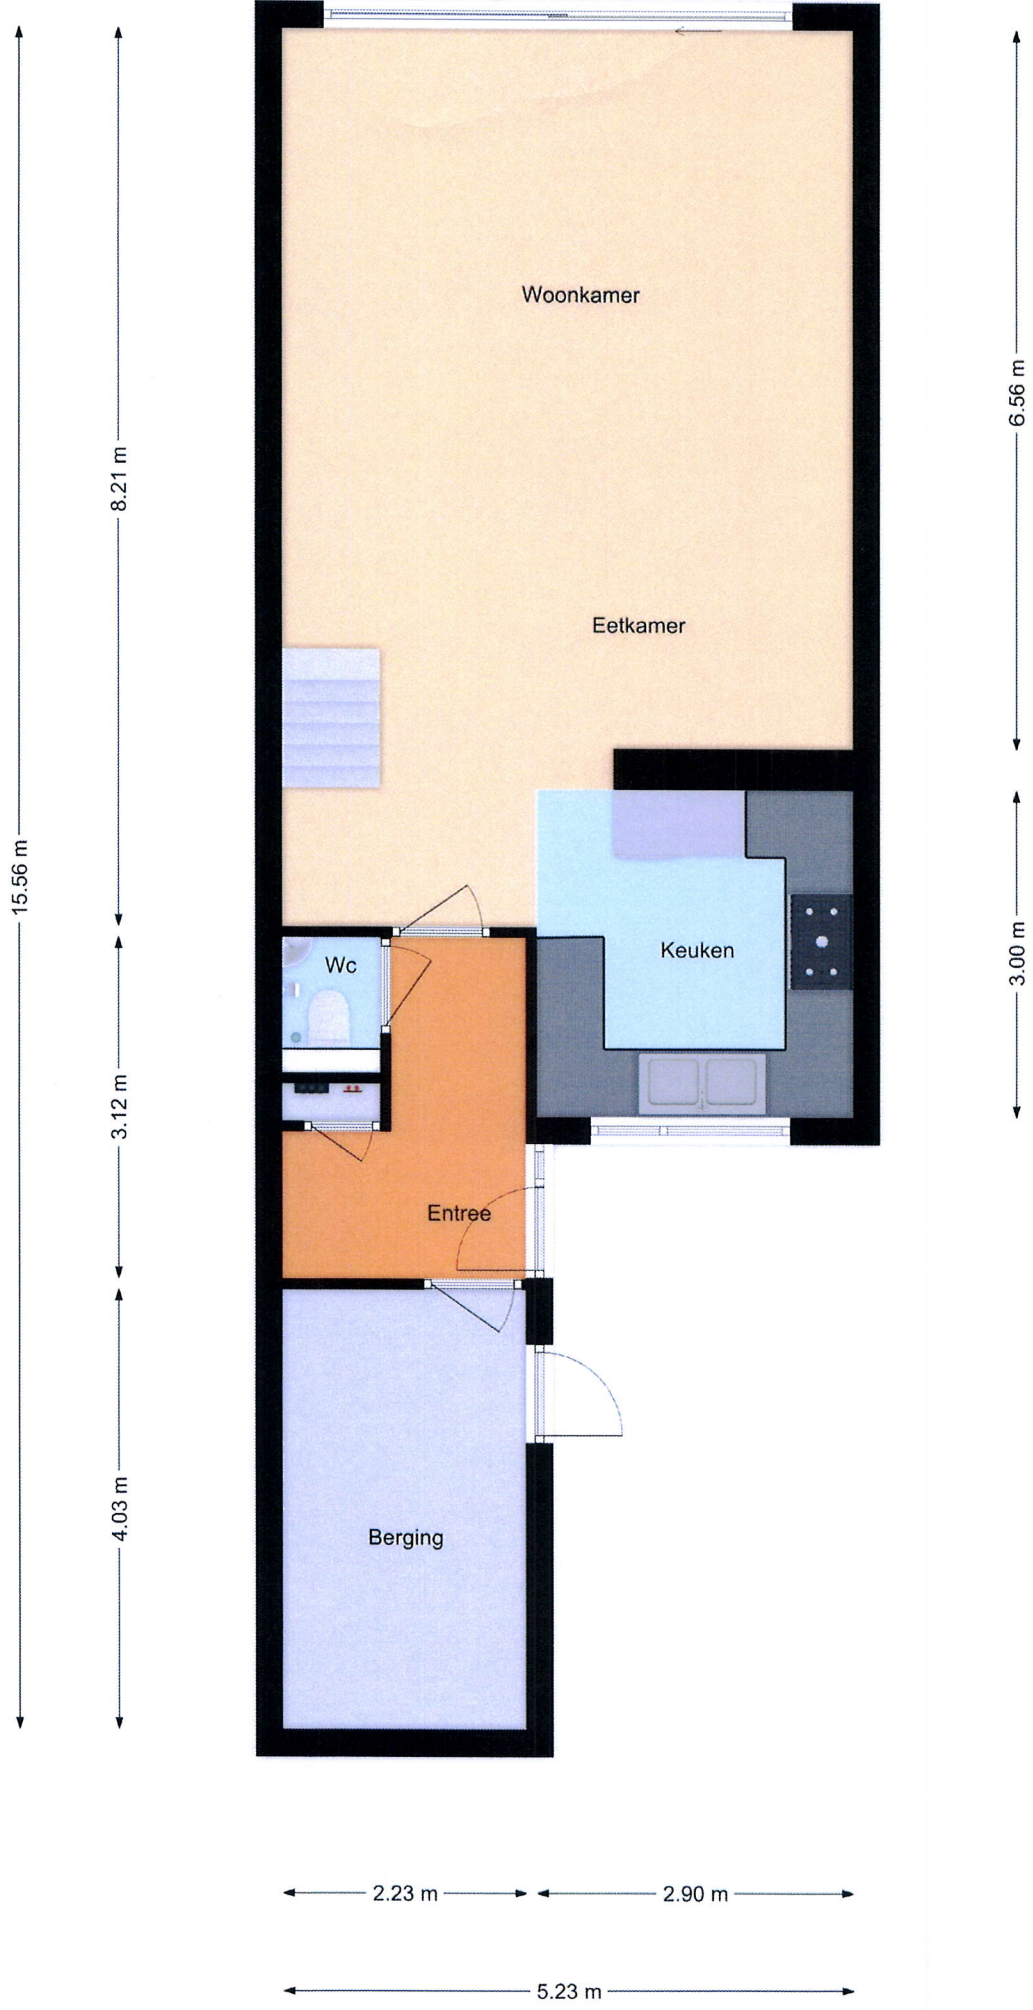 Woonkamer
6.56 m
8.21 m
Eetkamer
15.56 m
Keuken
3.00 m
Wc
3.12 m
Entree
4.03 m
Berging
2.23 m
2.90 m
5.23 m